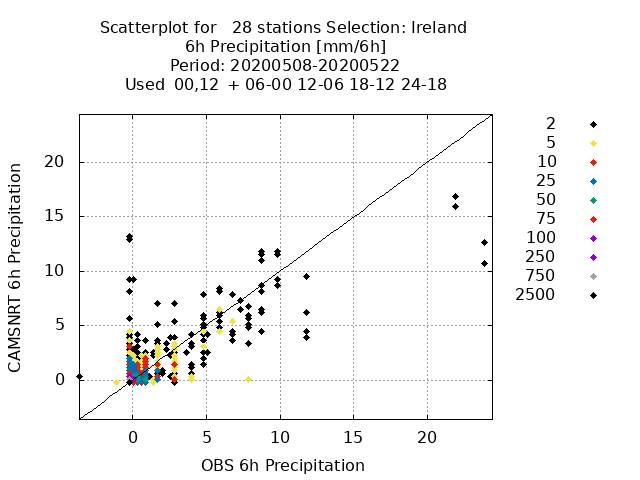 Scatterplot for   28 stations Selection: Ireland
6h Precipitation [mm/6h]
Period: 20200508-20200522
Used  00,12  + 06-00 12-06 18-12 24-18
CAMSNRT 6h Precipitation
20
15
10
5
0
0 5 10 15 20
OBS 6h Precipitation
2
5
10
25
50
75
100
250
750
2500